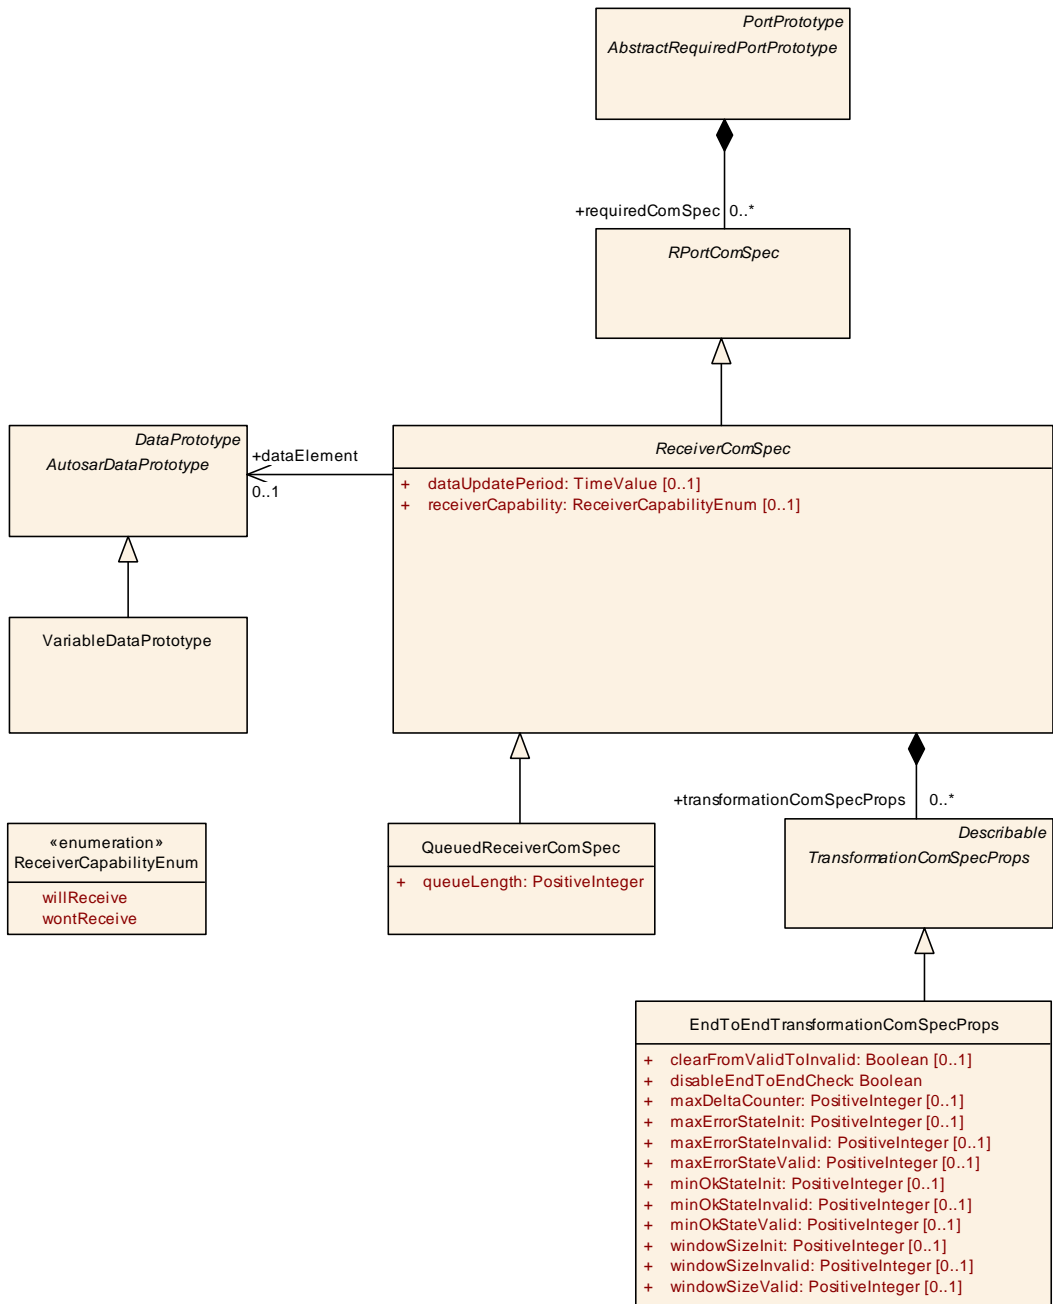 PortPrototype
AbstractRequiredPortPrototype
+requiredComSpec 0..*
RPortComSpec
DataPrototype
AutosarDataPrototype
+dataElement
0..1
ReceiverComSpec
+ dataUpdatePeriod: TimeValue [0..1]
+ receiverCapability: ReceiverCapabilityEnum [0..1]
VariableDataPrototype
+transformationComSpecProps 0..*
«enumeration»
ReceiverCapabilityEnum
willReceive
wontReceive
QueuedReceiverComSpec
+ queueLength: PositiveInteger
Describable
TransformationComSpecProps
EndToEndTransformationComSpecProps
+ clearFromValidToInvalid: Boolean [0..1]
+ disableEndToEndCheck: Boolean
+ maxDeltaCounter: PositiveInteger [0..1]
+ maxErrorStateInit: PositiveInteger [0..1]
+ maxErrorStateInvalid: PositiveInteger [0..1]
+ maxErrorStateValid: PositiveInteger [0..1]
+ minOkStateInit: PositiveInteger [0..1]
+ minOkStateInvalid: PositiveInteger [0..1]
+ minOkStateValid: PositiveInteger [0..1]
+ windowSizeInit: PositiveInteger [0..1]
+ windowSizeInvalid: PositiveInteger [0..1]
+ windowSizeValid: PositiveInteger [0..1]